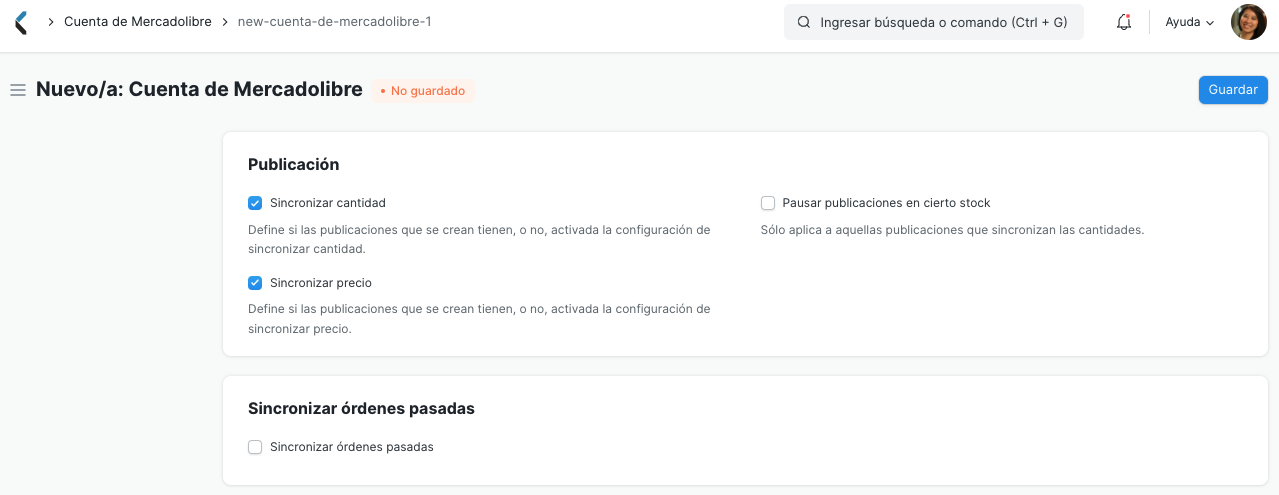 Cuenta de Mercadolibre
new-cuenta-de-mercadolibre-1
Ingresar búsqueda o comando (Ctrl + G)
Ayuda
Nuevo/a: Cuenta de Mercadolibre
No guardado
Guardar
Publicación
Sincronizar cantidad
Define si las publicaciones que se crean tienen, o no, activada la configuración de
sincronizar cantidad.
Sincronizar precio
Define si las publicaciones que se crean tienen, o no, activada la configuración de
sincronizar precio.
Pausar publicaciones en cierto stock
Sólo aplica a aquellas publicaciones que sincronizan las cantidades.
Sincronizar órdenes pasadas
Sincronizar órdenes pasadas